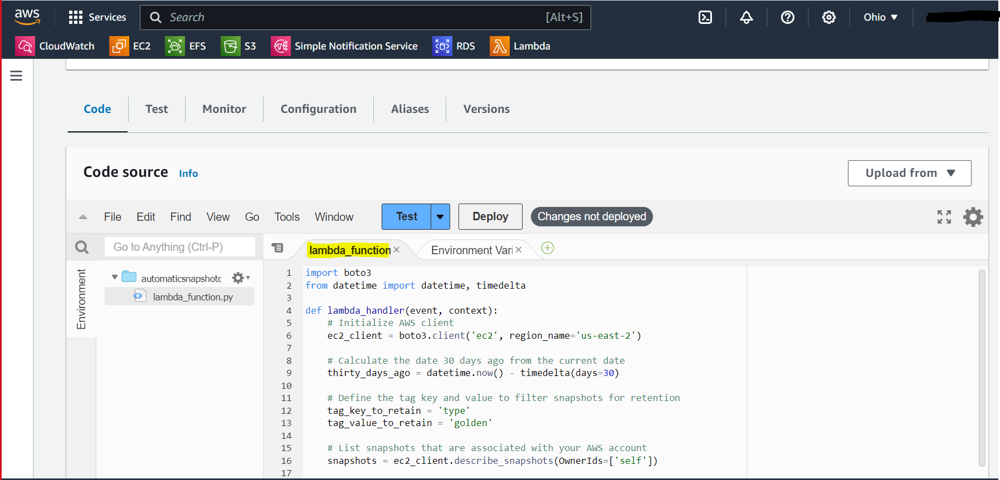 aws Services Search [Alt+S] Ohio
CloudWatch EC2 EFS S3 Simple Notification Service RDS Lambda
Code Test Monitor Configuration Aliases Versions
Code source Info Upload from
File Edit Find View Go Tools Window Test Deploy Changes not deployed
Go to Anything (Ctrl-P) lambda_function Environment Vari
Environment
automaticsnapshotc
lambda_function.py
1 import boto3
2 from datetime import datetime, timedelta
3
4 def lambda_handler(event, context):
5     # Initialize AWS client
6     ec2_client = boto3.client('ec2', region_name='us-east-2')
7
8     # Calculate the date 30 days ago from the current date
9     thirty_days_ago = datetime.now() - timedelta(days=30)
10
11     # Define the tag key and value to filter snapshots for retention
12     tag_key_to_retain = 'type'
13     tag_value_to_retain = 'golden'
14
15     # List snapshots that are associated with your AWS account
16     snapshots = ec2_client.describe_snapshots(OwnerIds=['self'])
17